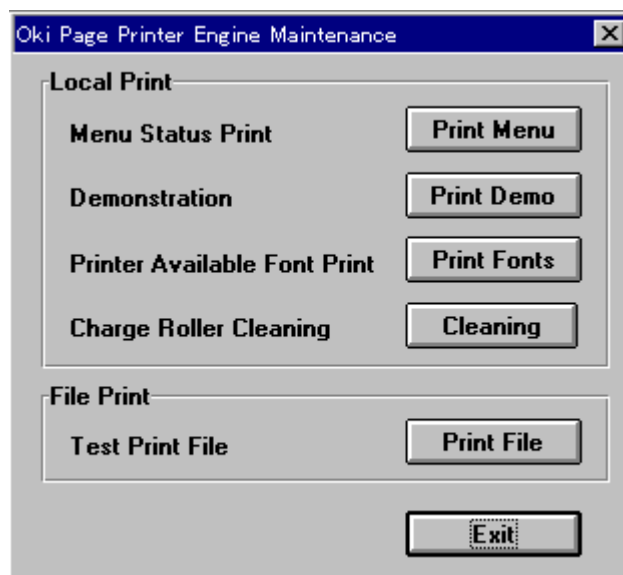 Oki Page Printer Engine Maintenance
Local Print
Menu Status Print Print Menu
Demonstration Print Demo
Printer Available Font Print Print Fonts
Charge Roller Cleaning Cleaning
File Print
Test Print File Print File
Exit